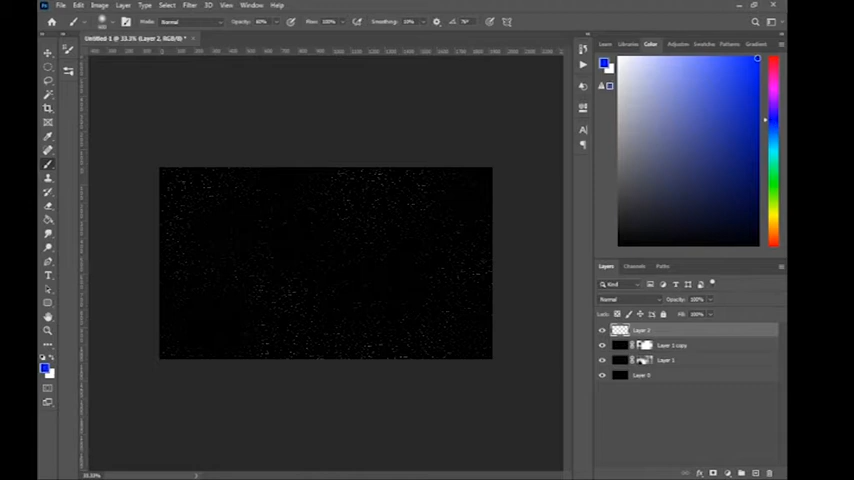 File Edit Image Layer Type Select Filter 3D View Window Help
Mode: Normal Opacity: 60% Flow: 100% Smoothing: 10%
Untitled-1 @ 33.3% (Layer 2, RGB/8) *
Learn Libraries Color Adjustm Swatches Patterns Gradient
Layers Channels Paths
Kind
Normal Opacity: 100%
Lock: Fill: 100%
Layer 2
Layer 1 copy
Layer 1
Layer 0
33.33%